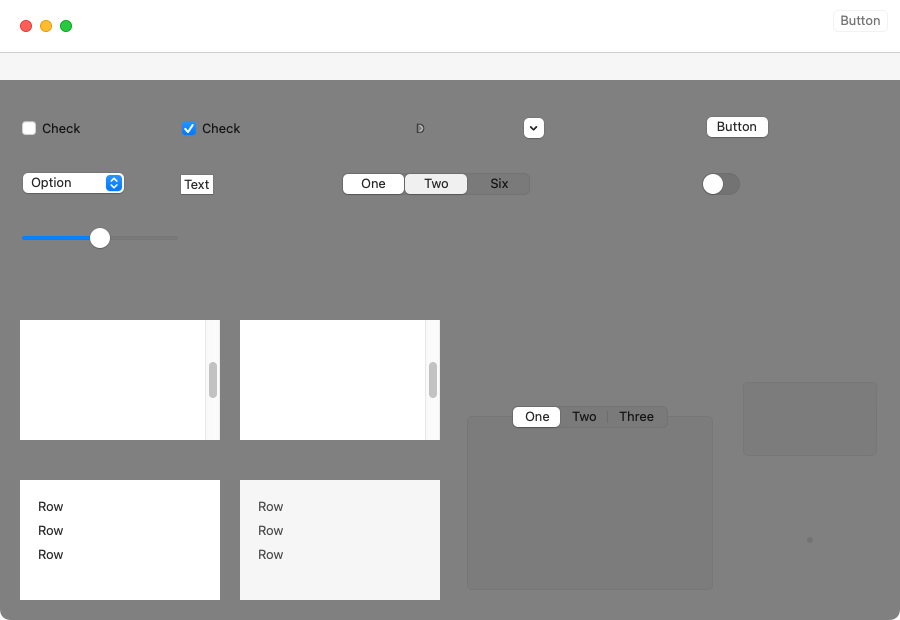 Button
Check
Check
D
Button
Option
Text
One
Two
Six
One
Two
Three
Row
Row
Row
Row
Row
Row